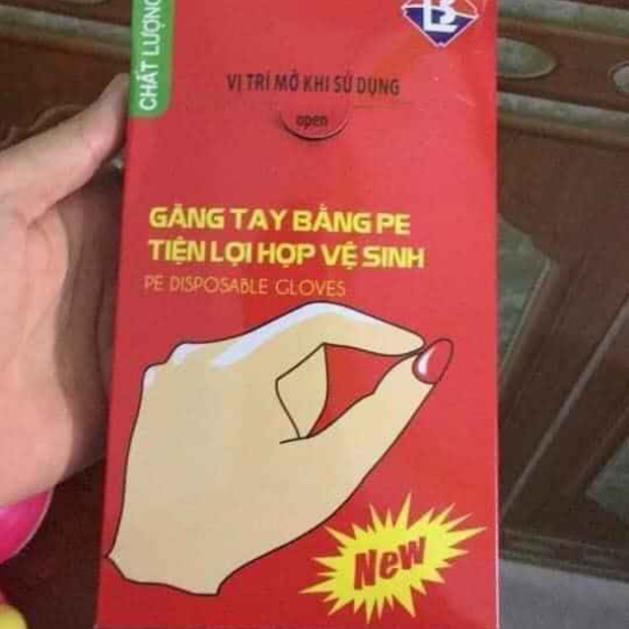 CHẤT LƯỢNG
VỊ TRÍ MỞ KHI SỬ DỤNG
open
GĂNG TAY BẰNG PE
TIỆN LỢI HỢP VỆ SINH
PE DISPOSABLE GLOVES
New